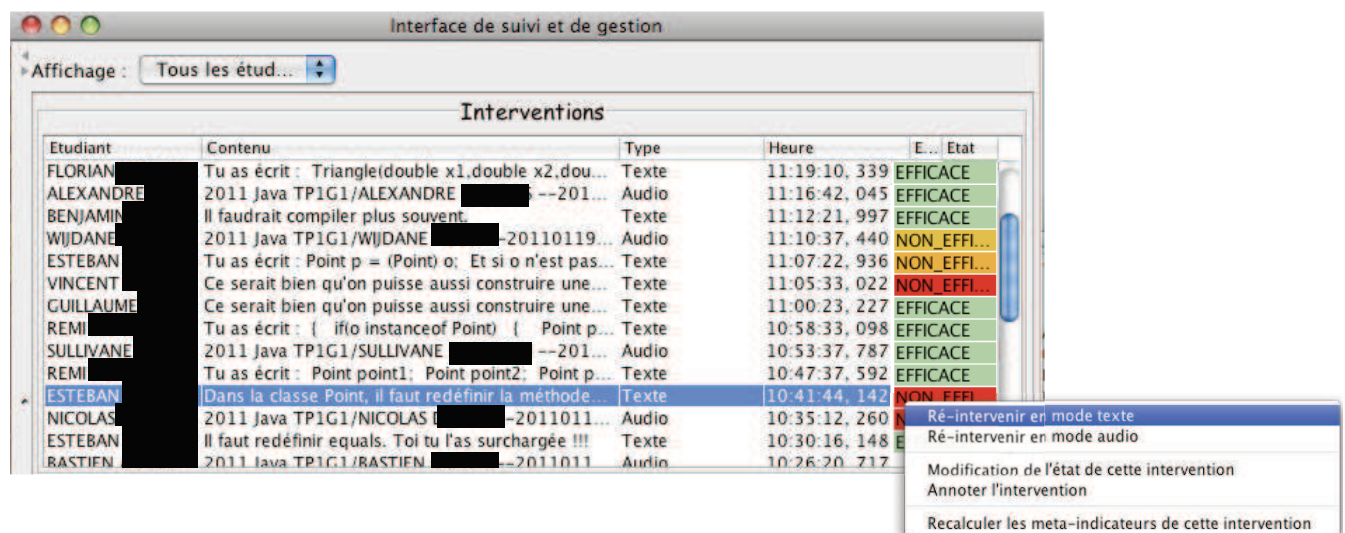 Interface de suivi et de gestion
Affichage : Tous les étud...
Interventions
Etudiant Contenu Type Heure E... Etat
FLORIAN Tu as écrit : Triangle(double x1,double x2,dou... Texte 11:19:10, 339 EFFICACE
ALEXANDRE 2011 Java TP1G1/ALEXANDRE --201... Audio 11:16:42, 045 EFFICACE
BENJAMIN Il faudrait compiler plus souvent. Texte 11:12:21, 997 EFFICACE
WIJDANE 2011 Java TP1G1/WIJDANE -20110119... Audio 11:10:37, 440 NON_EFFI...
ESTEBAN Tu as écrit : Point p = (Point) o; Et si o n'est pas... Texte 11:07:22, 936 NON_EFFI...
VINCENT Ce serait bien qu'on puisse aussi construire une... Texte 11:05:33, 022 NON_EFFI...
GUILLAUME Ce serait bien qu'on puisse aussi construire une... Texte 11:00:23, 227 EFFICACE
REMI Tu as écrit : { if(o instanceof Point) { Point p... Texte 10:58:33, 098 EFFICACE
SULLIVANE 2011 Java TP1G1/SULLIVANE --201... Audio 10:53:37, 787 EFFICACE
REMI Tu as écrit : Point point1; Point point2; Point p... Texte 10:47:37, 592 EFFICACE
ESTEBAN Dans la classe Point, il faut redéfinir la méthode... Texte 10:41:44, 142 NON_EFFI...
NICOLAS 2011 Java TP1G1/NICOLAS -2011011... Audio 10:35:12, 260
ESTEBAN Il faut redéfinir equals. Toi tu l'as surchargée !!! Texte 10:30:16, 148 E
BASTIEN 2011 Java TP1G1/BASTIEN --2011011... Audio 10:26:20, 717
Ré-intervenir en mode texte
Ré-intervenir en mode audio
Modification de l'état de cette intervention
Annoter l'intervention
Recalculer les meta-indicateurs de cette intervention